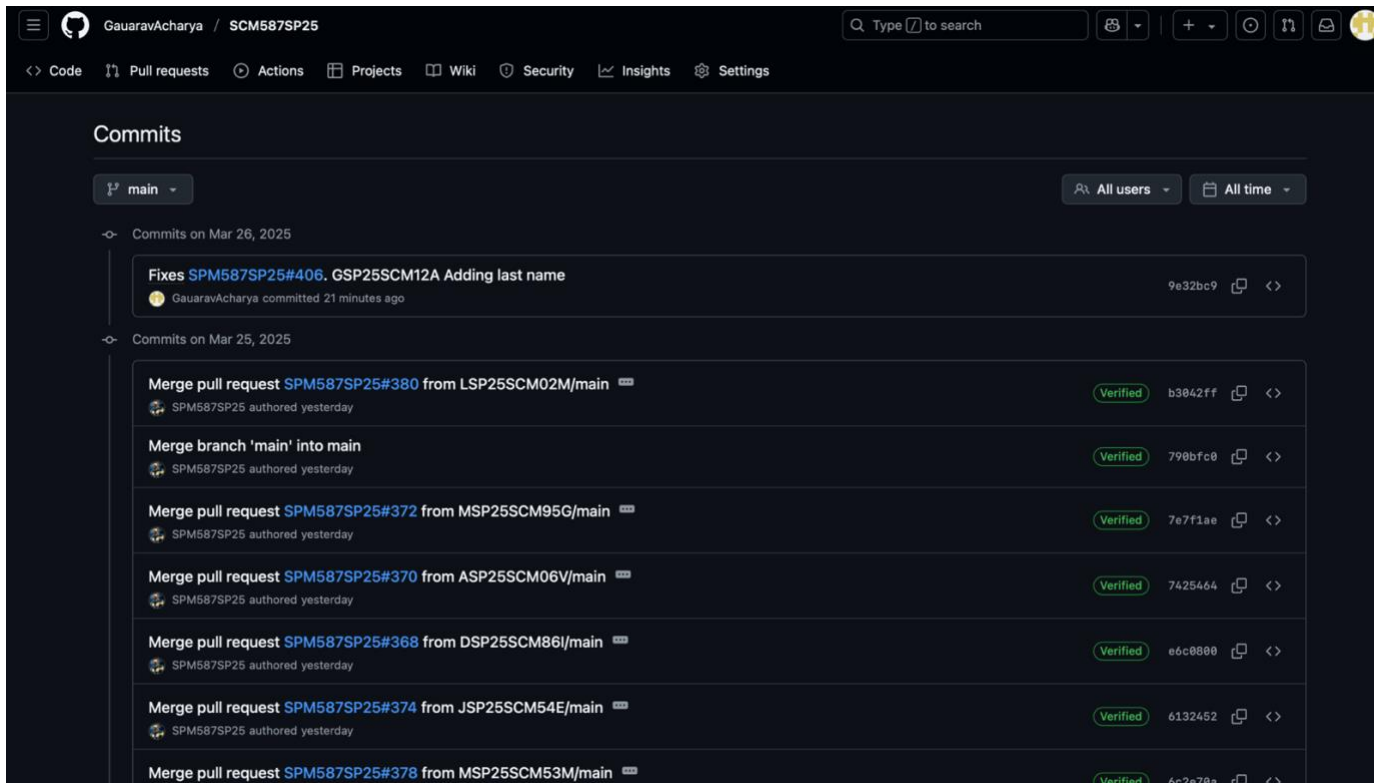 GauaravAcharya / SCM587SP25
Type / to search
Code Pull requests Actions Projects Wiki Security Insights Settings
Commits
main
All users All time
Commits on Mar 26, 2025
Fixes SPM587SP25#406. GSP25SCM12A Adding last name
9e32bc9
GauaravAcharya committed 21 minutes ago
Commits on Mar 25, 2025
Merge pull request SPM587SP25#380 from LSP25SCM02M/main
Verified b3042ff
SPM587SP25 authored yesterday
Merge branch 'main' into main
Verified 790bfc0
SPM587SP25 authored yesterday
Merge pull request SPM587SP25#372 from MSP25SCM95G/main
Verified 7e7f1ae
SPM587SP25 authored yesterday
Merge pull request SPM587SP25#370 from ASP25SCM06V/main
Verified 7425464
SPM587SP25 authored yesterday
Merge pull request SPM587SP25#368 from DSP25SCM86I/main
Verified e6c0800
SPM587SP25 authored yesterday
Merge pull request SPM587SP25#374 from JSP25SCM54E/main
Verified 6132452
SPM587SP25 authored yesterday
Merge pull request SPM587SP25#378 from MSP25SCM53M/main
Verified 6c2e70a